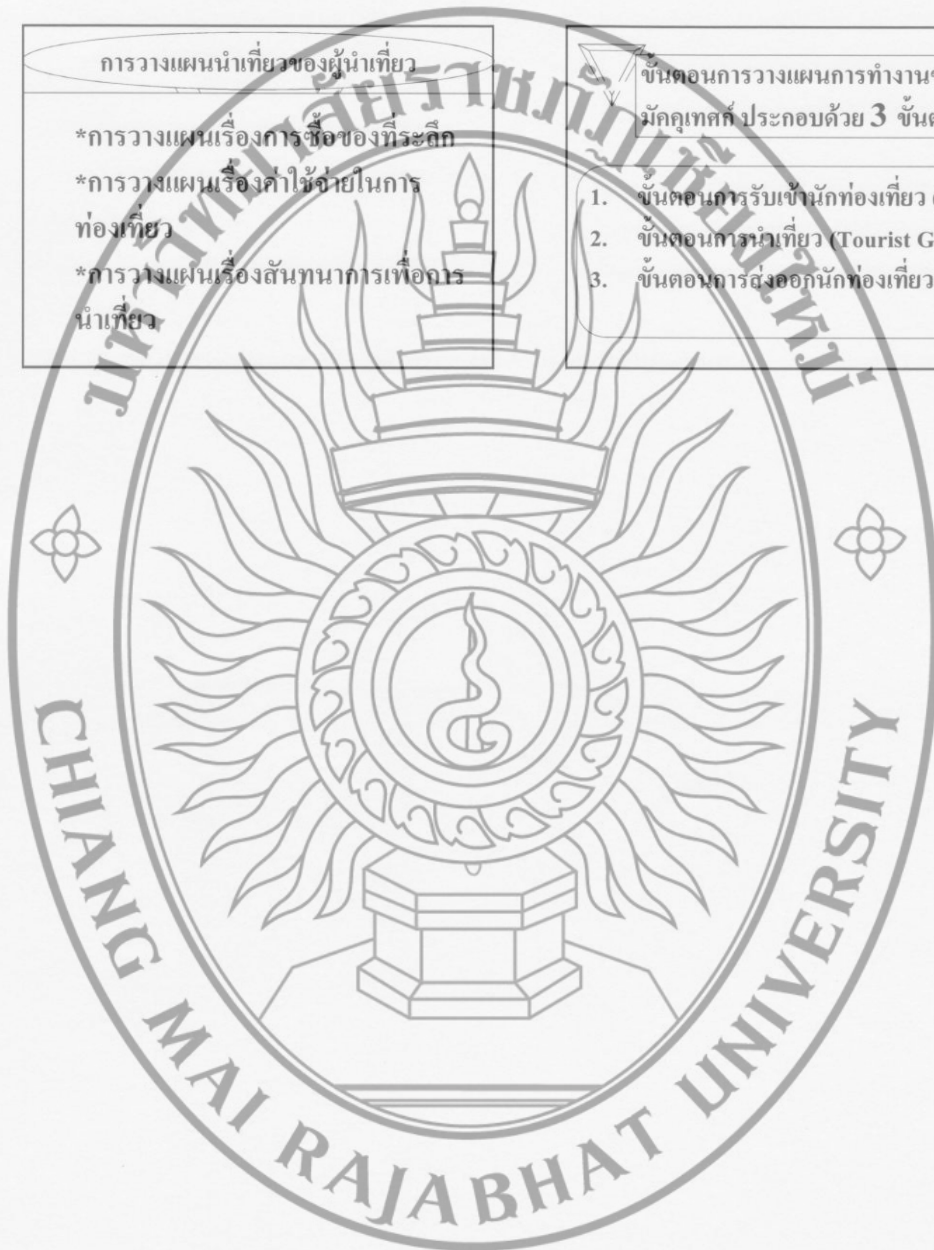 การวางแผนนำเที่ยวของผู้นำเที่ยว
*การวางแผนเรื่องการซื้อของที่ระลึก
*การวางแผนเรื่องค่าใช้จ่ายในการ
ท่องเที่ยว
*การวางแผนเรื่องสันทนาการเพื่อการ
นำเที่ยว
ขั้นตอนการวางแผนการทำงาน
มัคคุเทศก์ ประกอบด้วย 3
1. ขั้นตอนการรับเข้านักท่องเที่ยว (
2. ขั้นตอนการนำเที่ยว (Tourist
3. ขั้นตอนการส่งออกนักท่องเที่ยว
มหาวิทยาลัยราชภัฏเชียงใหม่
CHIANG MAI RAJABHAT UNIVERSITY